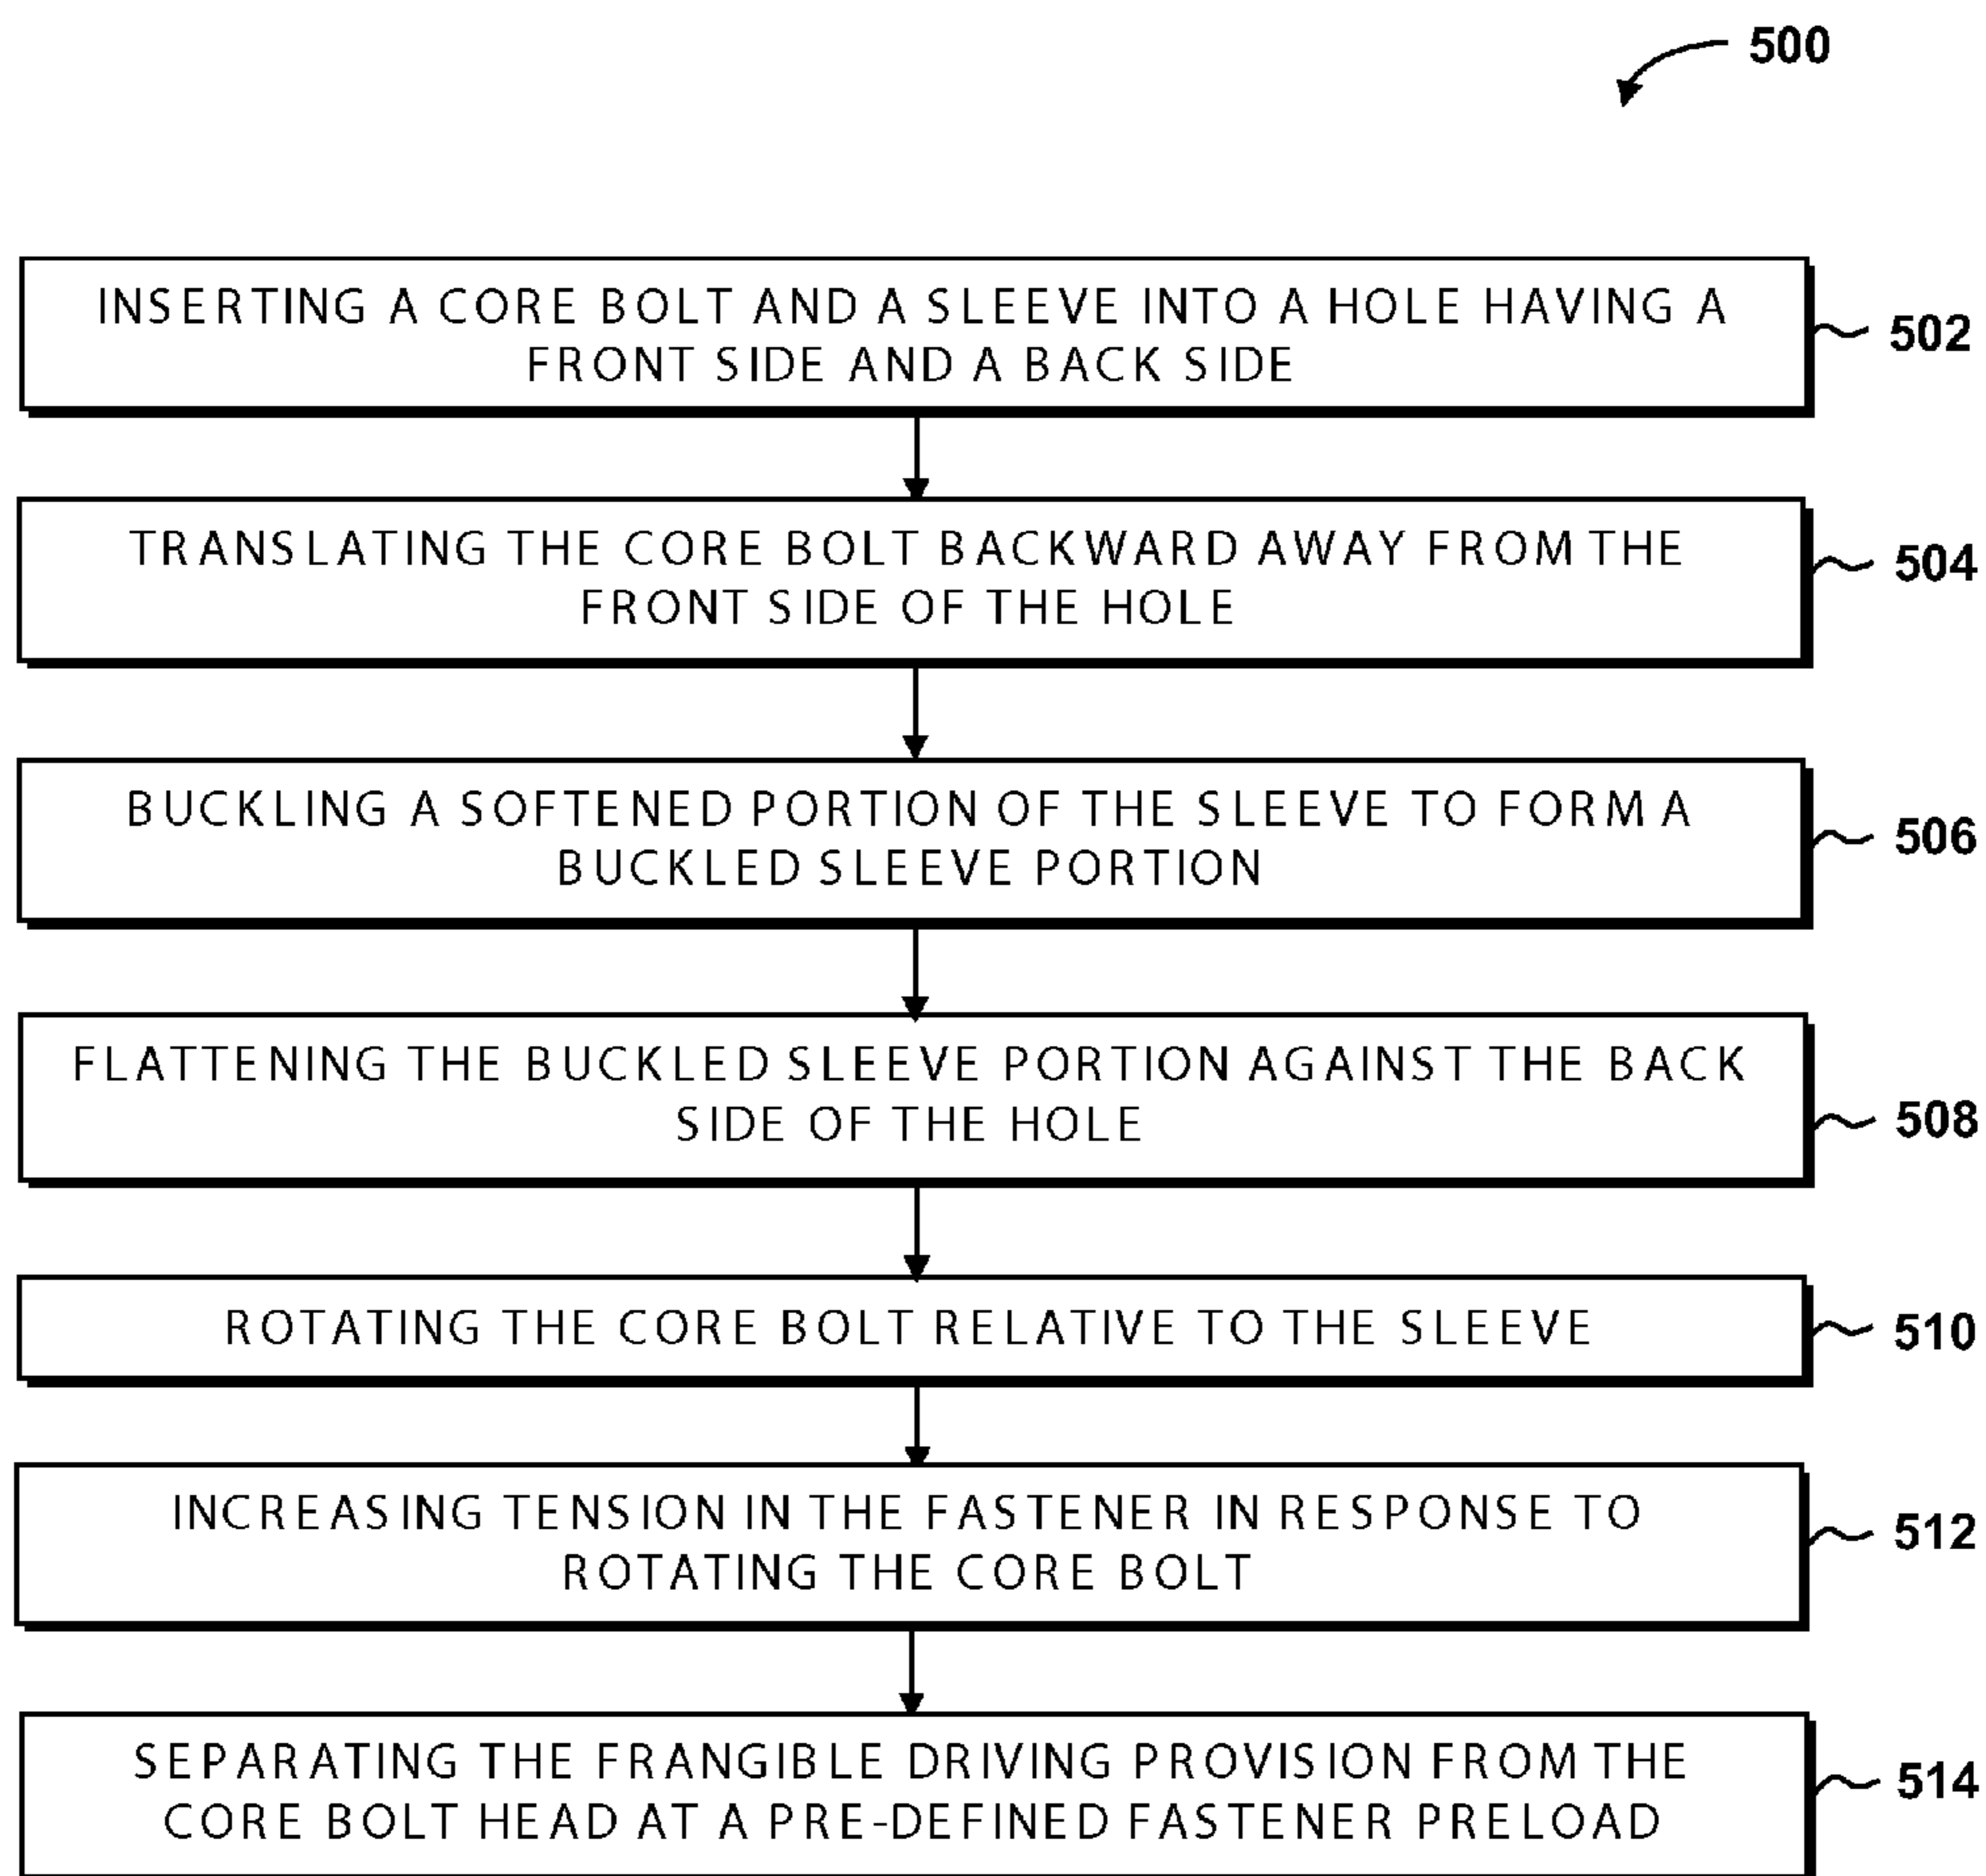 500
INSERTING A CORE BOLT AND A SLEEVE INTO A HOLE HAVING A
FRONT SIDE AND A BACK SIDE
502
TRANSLATING THE CORE BOLT BACKWARD AWAY FROM THE
FRONT SIDE OF THE HOLE
504
BUCKLING A SOFTENED PORTION OF THE SLEEVE TO FORM A
BUCKLED SLEEVE PORTION
506
FLATTENING THE BUCKLED SLEEVE PORTION AGAINST THE BACK
SIDE OF THE HOLE
508
ROTATING THE CORE BOLT RELATIVE TO THE SLEEVE
510
INCREASING TENSION IN THE FASTENER IN RESPONSE TO
ROTATING THE CORE BOLT
512
SEPARATING THE FRANGIBLE DRIVING PROVISION FROM THE
CORE BOLT HEAD AT A PRE-DEFINED FASTENER PRELOAD
514